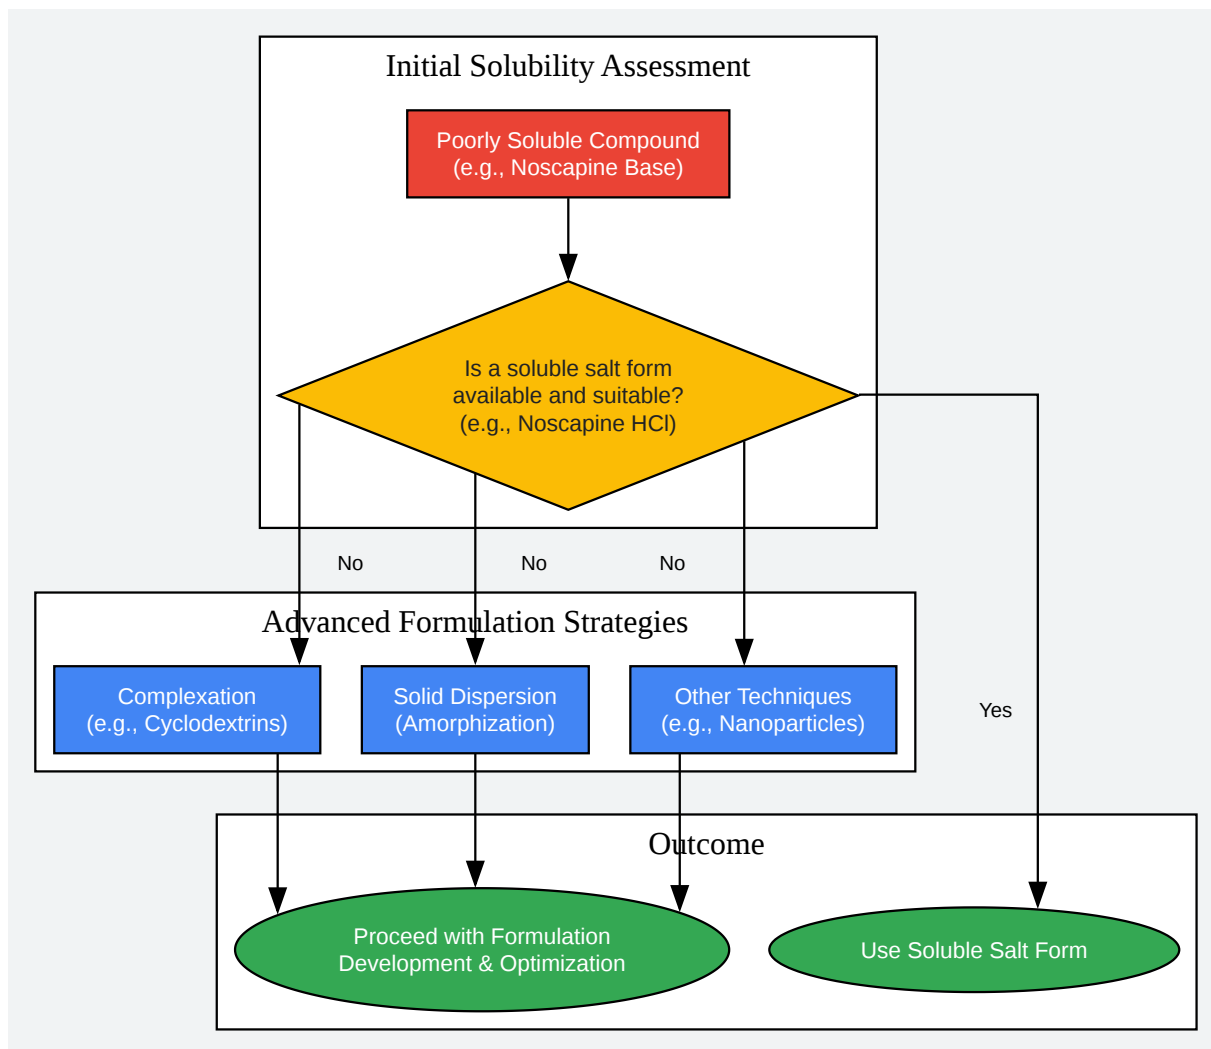 Initial Solubility Assessment
Poorly Soluble Compound
(e.g., Noscapine Base)
Is a soluble salt form
available and suitable?
(e.g., Noscapine HCl)
No
No
No
Advanced Formulation Strategies
Complexation
(e.g., Cyclodextrins)
Solid Dispersion
(Amorphization)
Other Techniques
(e.g., Nanoparticles)
Yes
Outcome
Proceed with Formulation
Development & Optimization
Use Soluble Salt Form